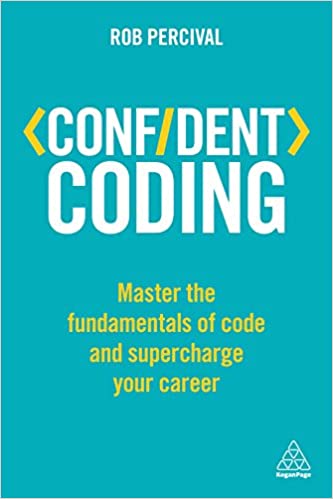 ROB PERCIVAL
<CONF/DENT>
CODING
Master the
fundamentals of code
and supercharge
your career
KoganPage